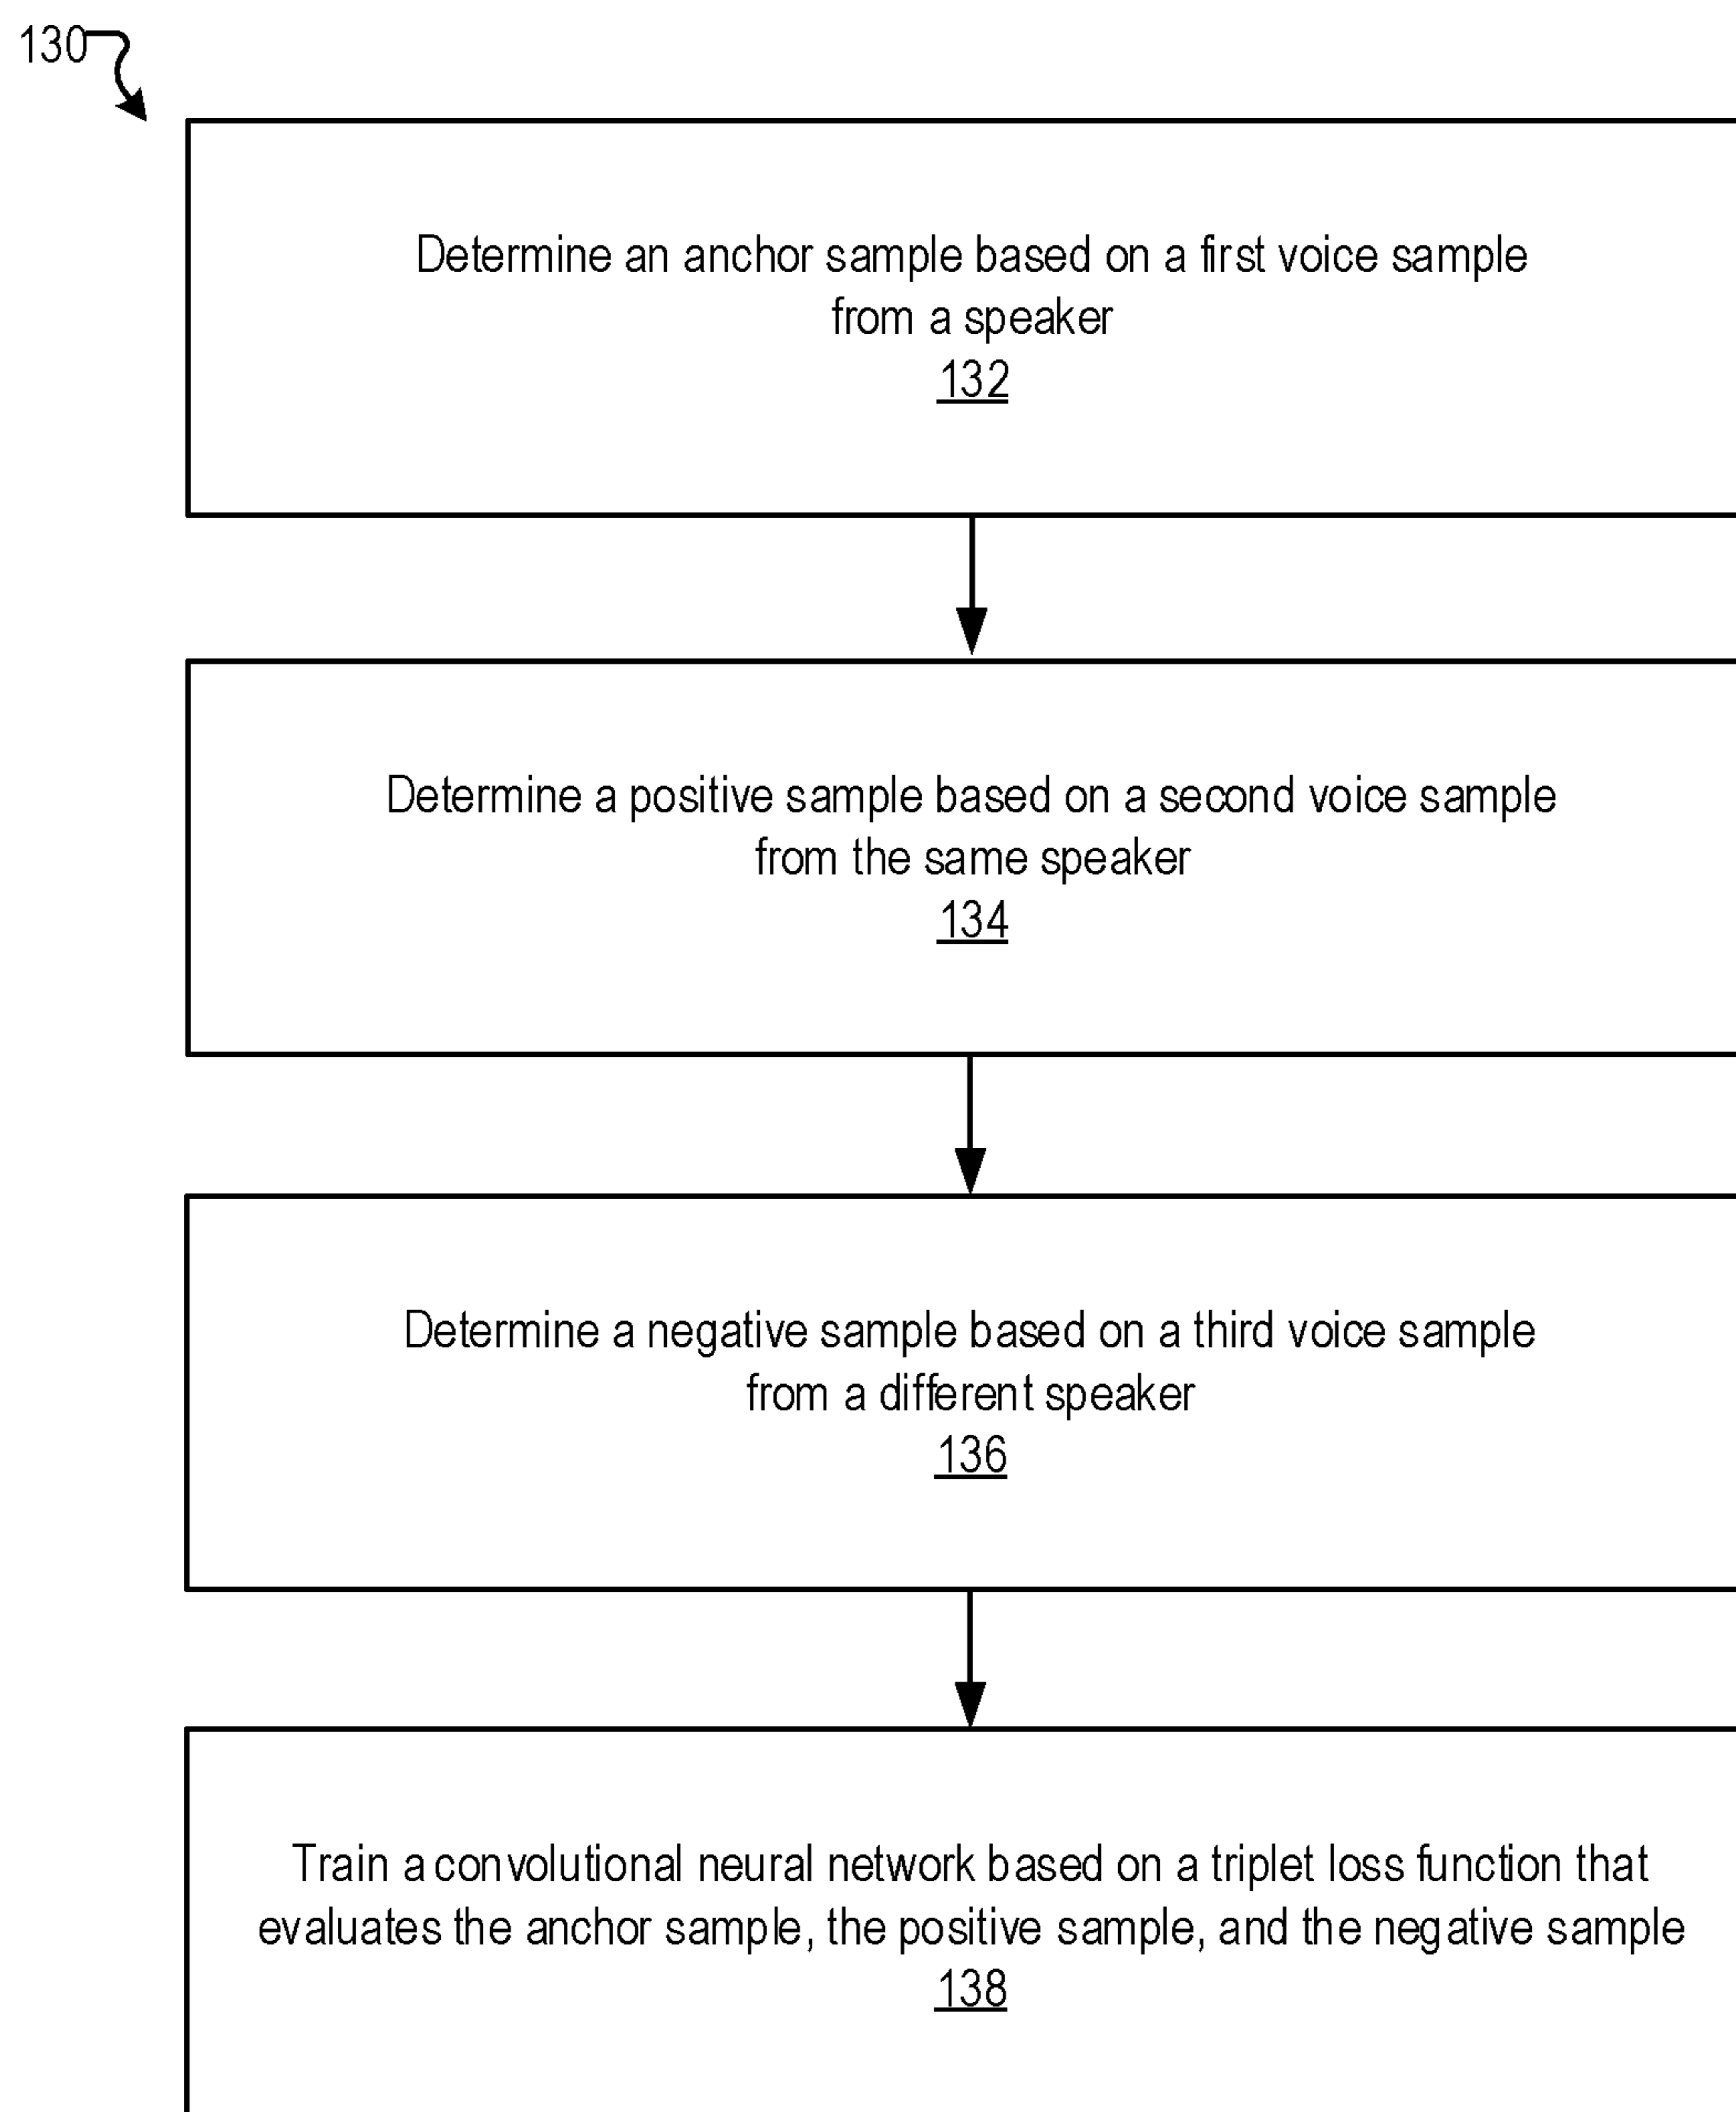 130
Determine an anchor sample based on a first voice sample
from a speaker
132
Determine a positive sample based on a second voice sample
from the same speaker
134
Determine a negative sample based on a third voice sample
from a different speaker
136
Train a convolutional neural network based on a triplet loss function that
evaluates the anchor sample, the positive sample, and the negative sample
138